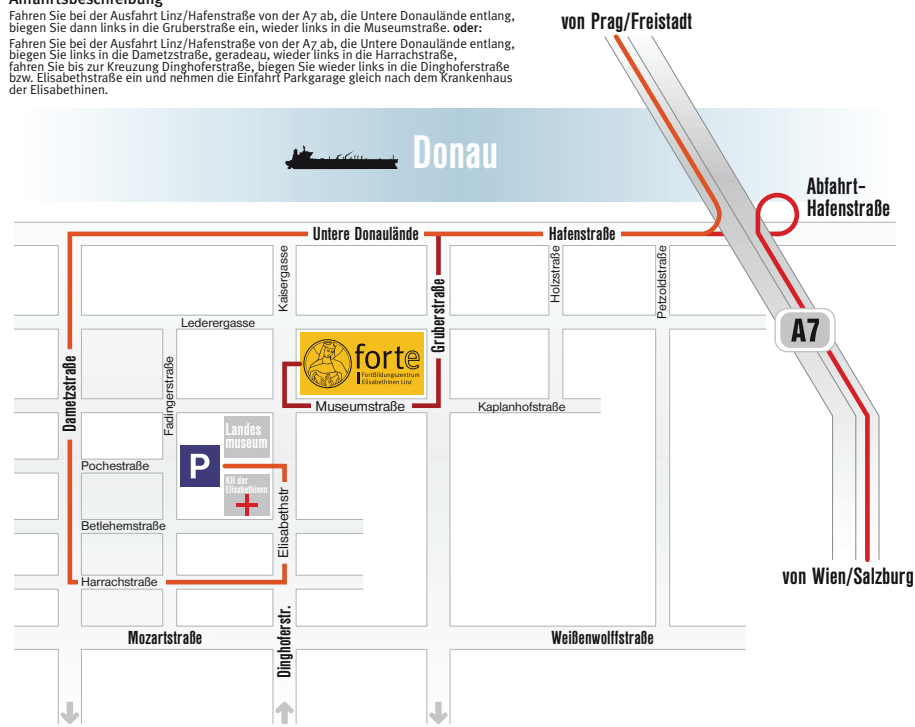 Anfahrtsbeschreibung
Fahren Sie bei der Ausfahrt Linz/Hafenstraße von der A7 ab, die Untere Donaulände entlang,
biegen Sie dann links in die Gruberstraße ein, wieder links in die Museumstraße. oder:
Fahren Sie bei der Ausfahrt Linz/Hafenstraße von der A7 ab, die Untere Donaulände entlang,
biegen Sie links in die Dametzstraße, geradeau, wieder links in die Harrachstraße,
fahren Sie bis zur Kreuzung Dinghoferstraße, biegen Sie wieder links in die Dinghoferstraße
bzw. Elisabethstraße ein und nehmen die Einfahrt Parkgarage gleich nach dem Krankenhaus
der Elisabethinen.
von Prag/Freistadt
Donau
Abfahrt-
Hafenstraße
Untere Donaulände
Hafenstraße
Kaisergasse
Gruberstraße
Holzstraße
Petzoldstraße
A7
Lederergasse
Dametzstraße
Fadingerstraße
forte
FortBildungszentrum
Elisabethinen Linz
Museumstraße
Kaplanhofstraße
Landes
museum
P
Pochestraße
KH der
Elisabethinen
Elisabethstr
Betlehemstraße
Harrachstraße
von Wien/Salzburg
Dinghoferstr.
Mozartstraße
Weißenwolffstraße